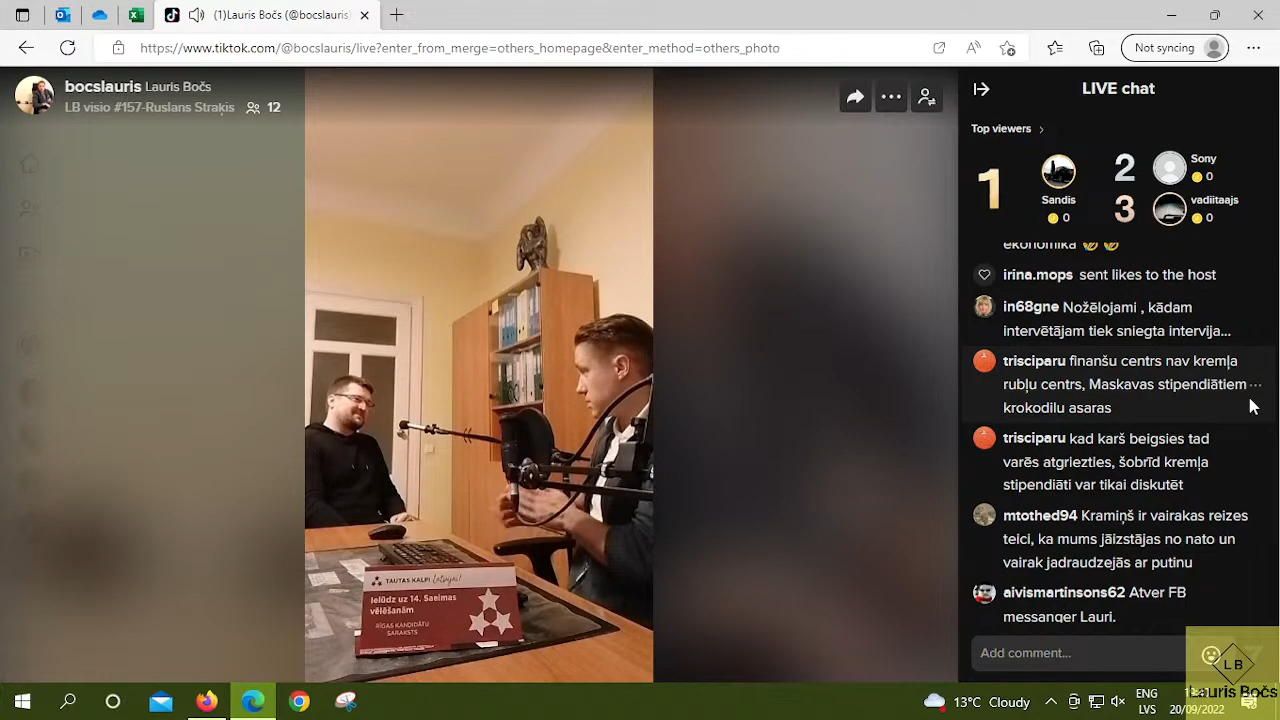 (1)Lauris Bočs (@bocslauris)
https://www.tiktok.com/@bocslauris/live?enter_from_merge=others_homepage&enter_method=others_photo
Not syncing
bocslauris Lauris Bočs
LB visio #157-Ruslans Straķis 12
LIVE chat
Top viewers
1 Sandis 0
2 Sony 0
3 vadiitaajs 0
ekonomika
irina.mops sent likes to the host
in68gne Nožēlojami , kādam
intervētājam tiek sniegta intervija...
trisciparu finanšu centrs nav kremļa
rubļu centrs, Maskavas stipendiātiem
krokodilu asaras
trisciparu kad karš beigsies tad
varēs atgriezties, šobrīd kremļa
stipendiāti var tikai diskutēt
mtothed94 Kramiņš ir vairakas reizes
teici, ka mums jāizstājas no nato un
vairak jadraudzejās ar putinu
aivismartinsons62 Atver FB
messanger Lauri.
Add comment...
TAUTAS KALPI Latvijai!
Ielūdz uz 14. Saeimas
vēlēšanām
RĪGAS KANDIDĀTU
SARAKSTS
LB
Lauris Bočs
13°C Cloudy
ENG
LVS
20/09/2022